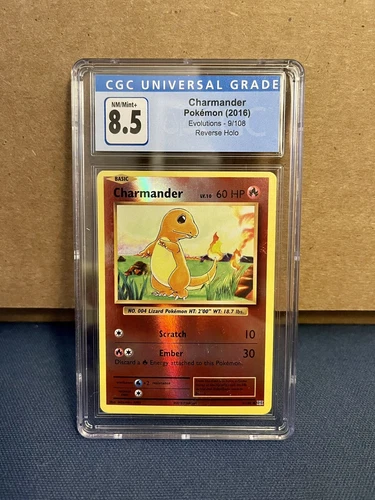 CGC UNIVERSAL GRADE
NM/Mint+
8.5
Charmander
Pokémon (2016)
Evolutions - 9/108
Reverse Holo
BASIC
Charmander LV.10 60 HP
NO. 004 Lizard Pokémon HT: 2'00" WT: 18.7 lbs.
Scratch 10
Ember 30
Discard a Energy attached to this Pokémon.